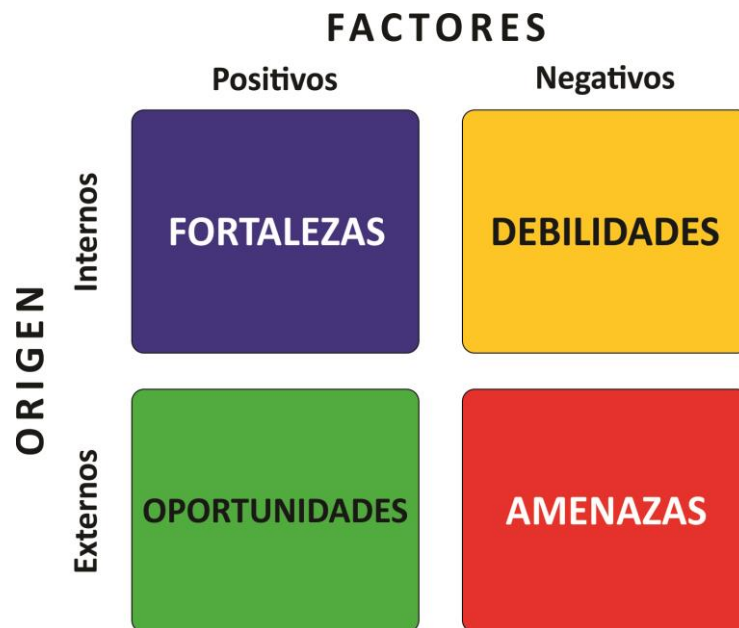 FACTORES
Positivos
Negativos
ORIGEN
Internos
FORTALEZAS
DEBILIDADES
Externos
OPORTUNIDADES
AMENAZAS